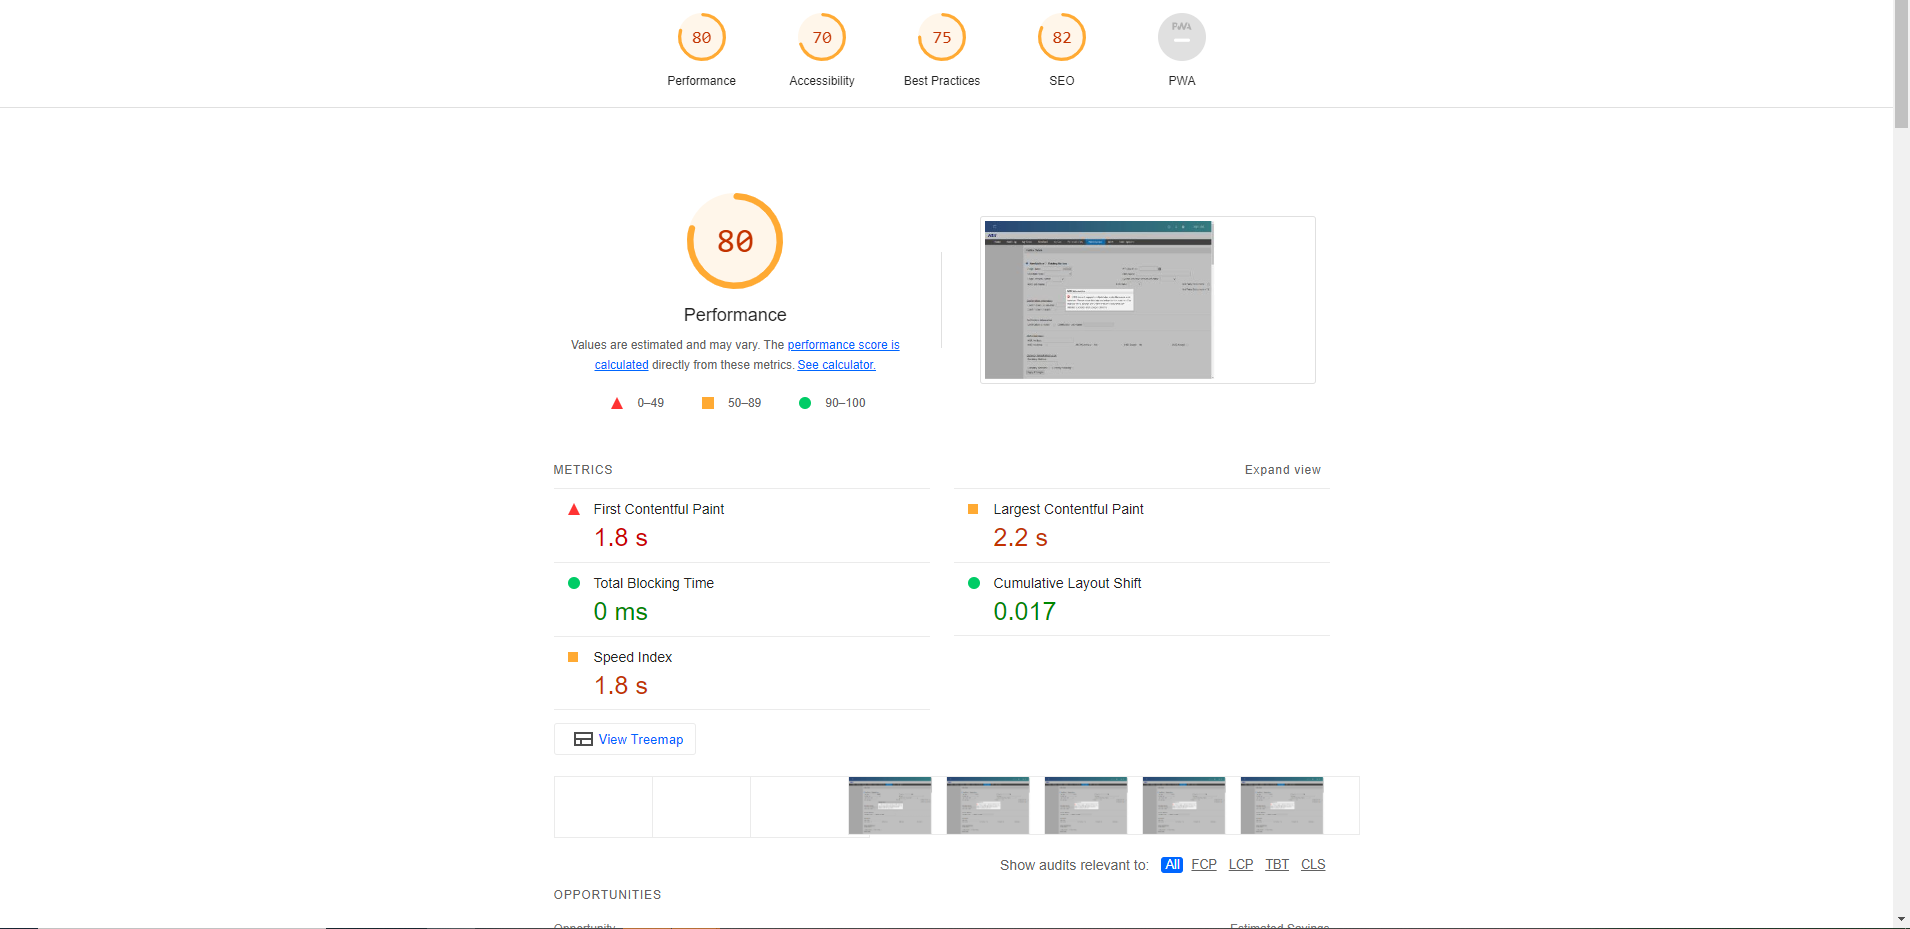 80
70
75
82
PWA
Performance
Accessibility
Best Practices
SEO
PWA
80
Performance
Values are estimated and may vary. The performance score is
calculated directly from these metrics. See calculator.
0–49
50–89
90–100
METRICS
Expand view
First Contentful Paint
1.8 s
Largest Contentful Paint
2.2 s
Total Blocking Time
0 ms
Cumulative Layout Shift
0.017
Speed Index
1.8 s
View Treemap
Show audits relevant to: All FCP LCP TBT CLS
OPPORTUNITIES
Opportunity
Estimated Savings